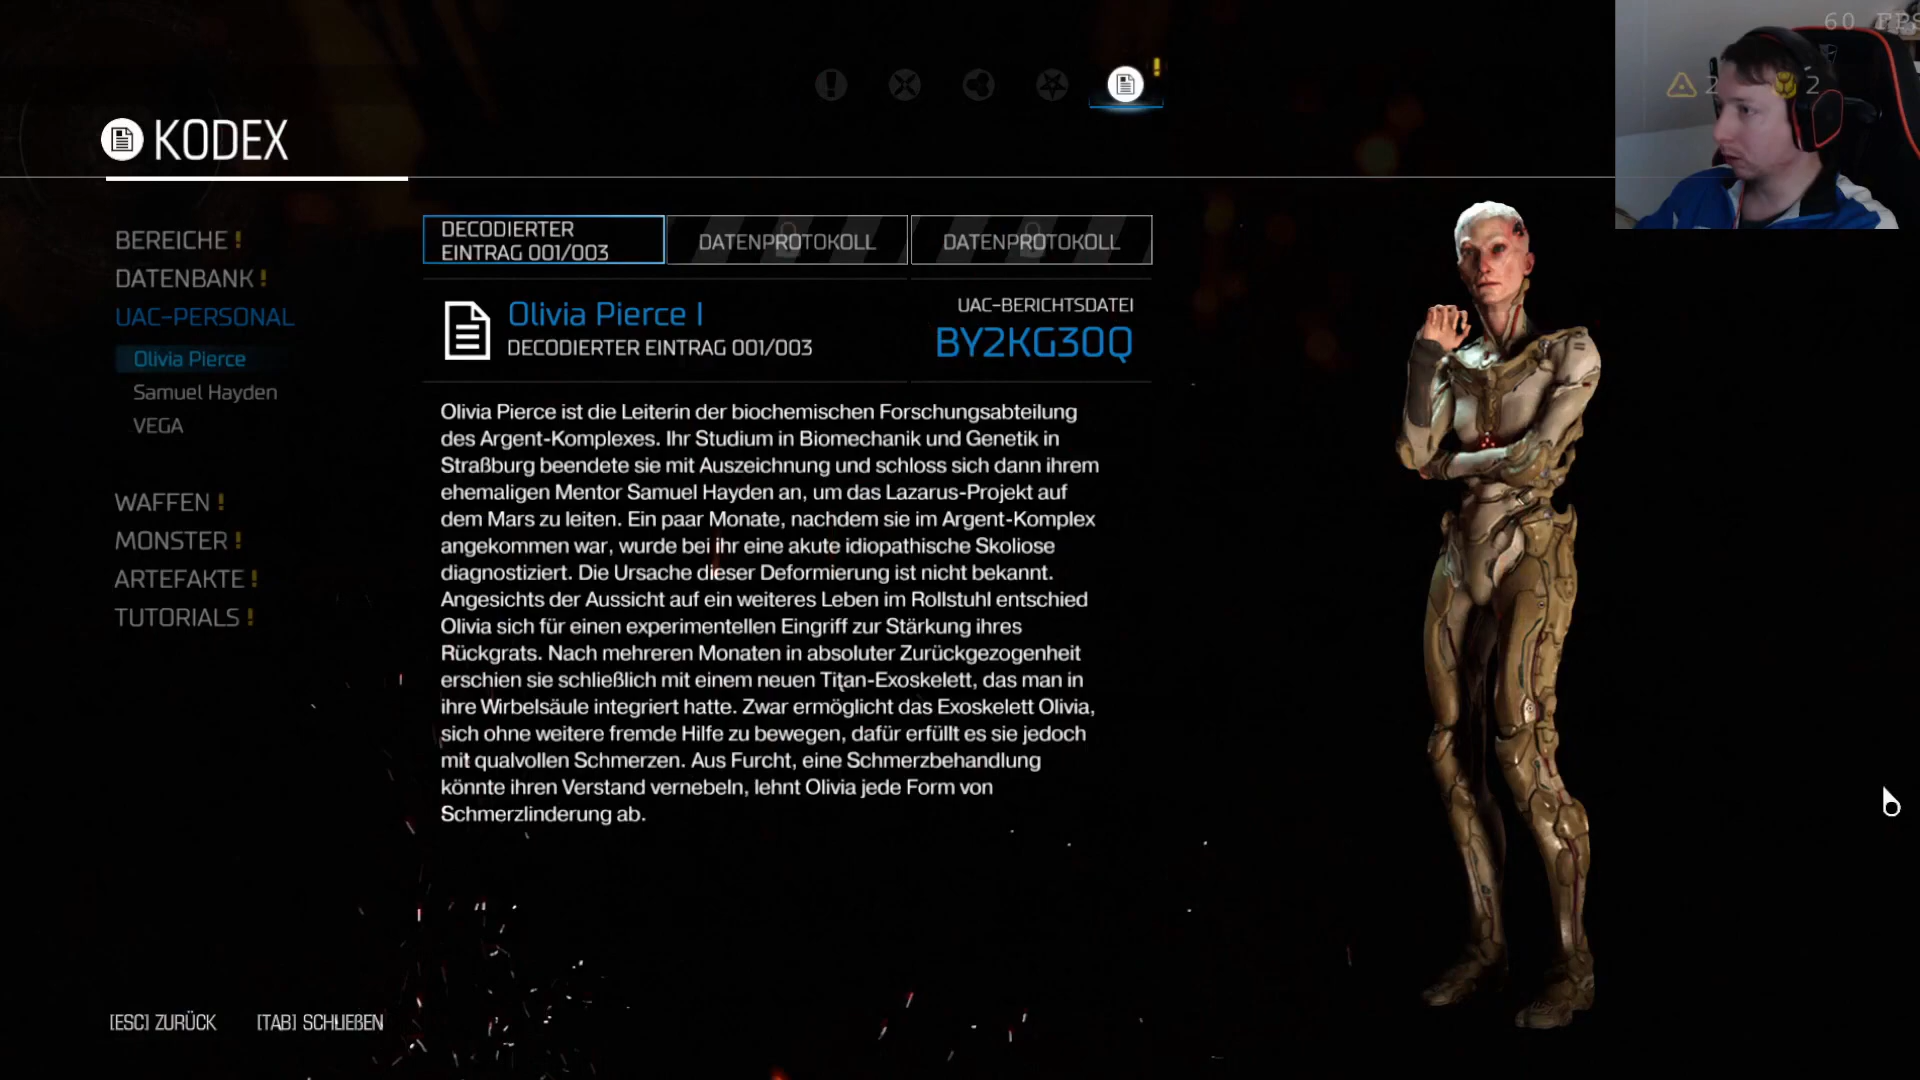 60 FPS
2
2
KODEX
BEREICHE !
DATENBANK !
UAC-PERSONAL
Olivia Pierce
Samuel Hayden
VEGA
WAFFEN !
MONSTER !
ARTEFAKTE !
TUTORIALS !
DECODIERTER
EINTRAG 001/003
DATENPROTOKOLL
DATENPROTOKOLL
Olivia Pierce I
DECODIERTER EINTRAG 001/003
UAC-BERICHTSDATEI
BY2KG30Q
Olivia Pierce ist die Leiterin der biochemischen Forschungsabteilung
des Argent-Komplexes. Ihr Studium in Biomechanik und Genetik in
Straßburg beendete sie mit Auszeichnung und schloss sich dann ihrem
ehemaligen Mentor Samuel Hayden an, um das Lazarus-Projekt auf
dem Mars zu leiten. Ein paar Monate, nachdem sie im Argent-Komplex
angekommen war, wurde bei ihr eine akute idiopathische Skoliose
diagnostiziert. Die Ursache dieser Deformierung ist nicht bekannt.
Angesichts der Aussicht auf ein weiteres Leben im Rollstuhl entschied
Olivia sich für einen experimentellen Eingriff zur Stärkung ihres
Rückgrats. Nach mehreren Monaten in absoluter Zurückgezogenheit
erschien sie schließlich mit einem neuen Titan-Exoskelett, das man in
ihre Wirbelsäule integriert hatte. Zwar ermöglicht das Exoskelett Olivia,
sich ohne weitere fremde Hilfe zu bewegen, dafür erfüllt es sie jedoch
mit qualvollen Schmerzen. Aus Furcht, eine Schmerzbehandlung
könnte ihren Verstand vernebeln, lehnt Olivia jede Form von
Schmerzlinderung ab.
[ESC] ZURÜCK
[TAB] SCHLIEßEN